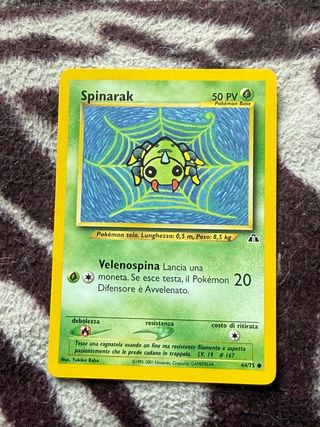 Spinarak
50 PV
Pokémon Base
Pokémon tela. Lunghezza: 0,5 m, Peso: 8,5 kg
Velenospina Lancia una
moneta. Se esce testa, il Pokémon
Difensore è Avvelenato.
20
debolezza
resistenza
costo di ritirata
Tesse una ragnatela usando un fine ma resistente filamento e aspetta
pazientemente che le prede cadano in trappola. LV. 19 # 167
Illus. Yukiko Baba
©1995-2001 Nintendo, Creatures, GAMEFREAK.
64/75